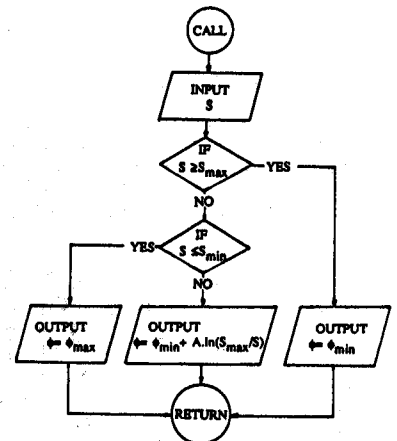 CALL
INPUT
S
IF
S ≥S_max
YES
NO
IF
S ≤S_min
YES
NO
OUTPUT
ϕ= ϕ_max
OUTPUT
ϕ= ϕ_min+ A.ln(S_max/S)
OUTPUT
ϕ= ϕ_min
RETURN